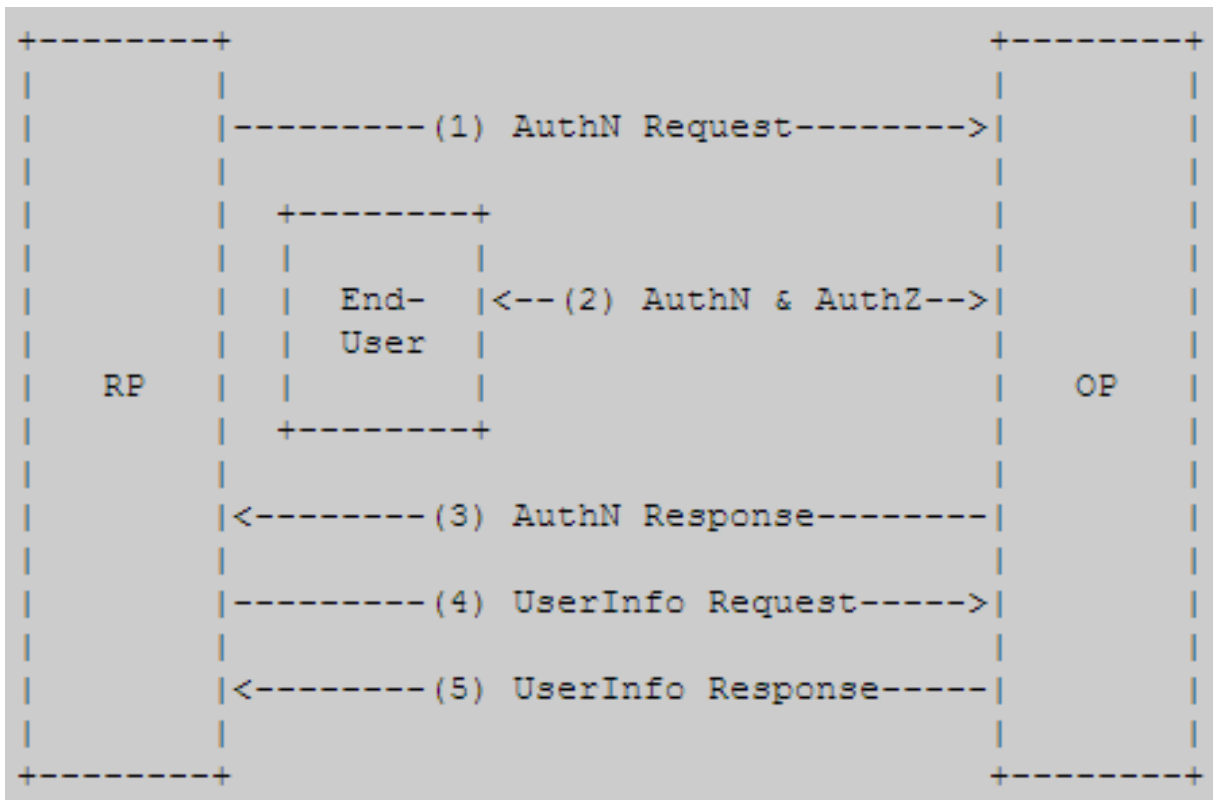 +--------+                                   +--------+
|        |                                   |        |
|        |---------(1) AuthN Request-------->|        |
|        |                                   |        |
|        |  +--------+                       |        |
|        |  |        |                       |        |
|        |  |  End-  |<--(2) AuthN & AuthZ-->|        |
|        |  |  User  |                       |        |
|   RP   |  |        |                       |   OP   |
|        |  +--------+                       |        |
|        |                                   |        |
|        |<--------(3) AuthN Response--------|        |
|        |                                   |        |
|        |---------(4) UserInfo Request----->|        |
|        |                                   |        |
|        |<--------(5) UserInfo Response-----|        |
|        |                                   |        |
+--------+                                   +--------+